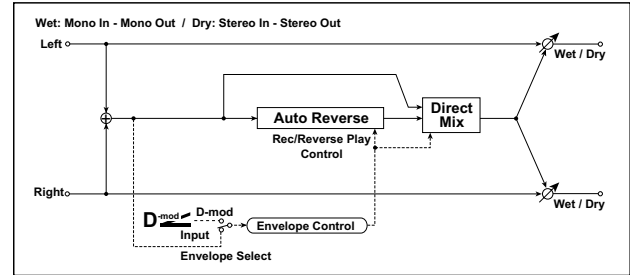 Wet: Mono In - Mono Out / Dry: Stereo In - Stereo Out
Left
Wet / Dry
Auto Reverse
Direct
Mix
Rec/Reverse Play
Control
Right
Wet / Dry
D-mod
D-mod
Input
Envelope Control
Envelope Select